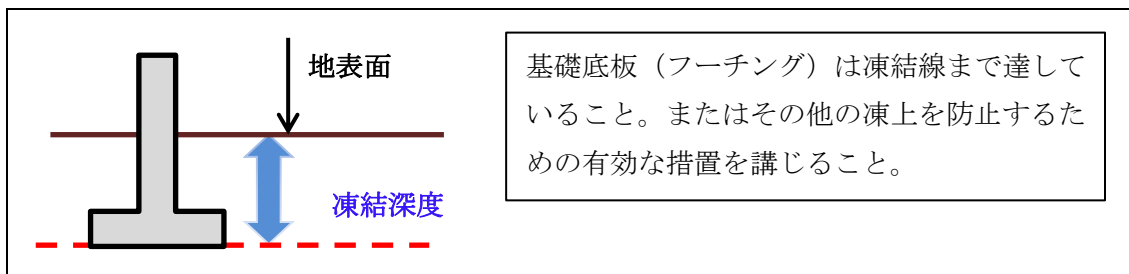 地表面
凍結深度
基礎底板（フーチング）は凍結線まで達して
いること。またはその他の凍上を防止するた
めの有効な措置を講じること。